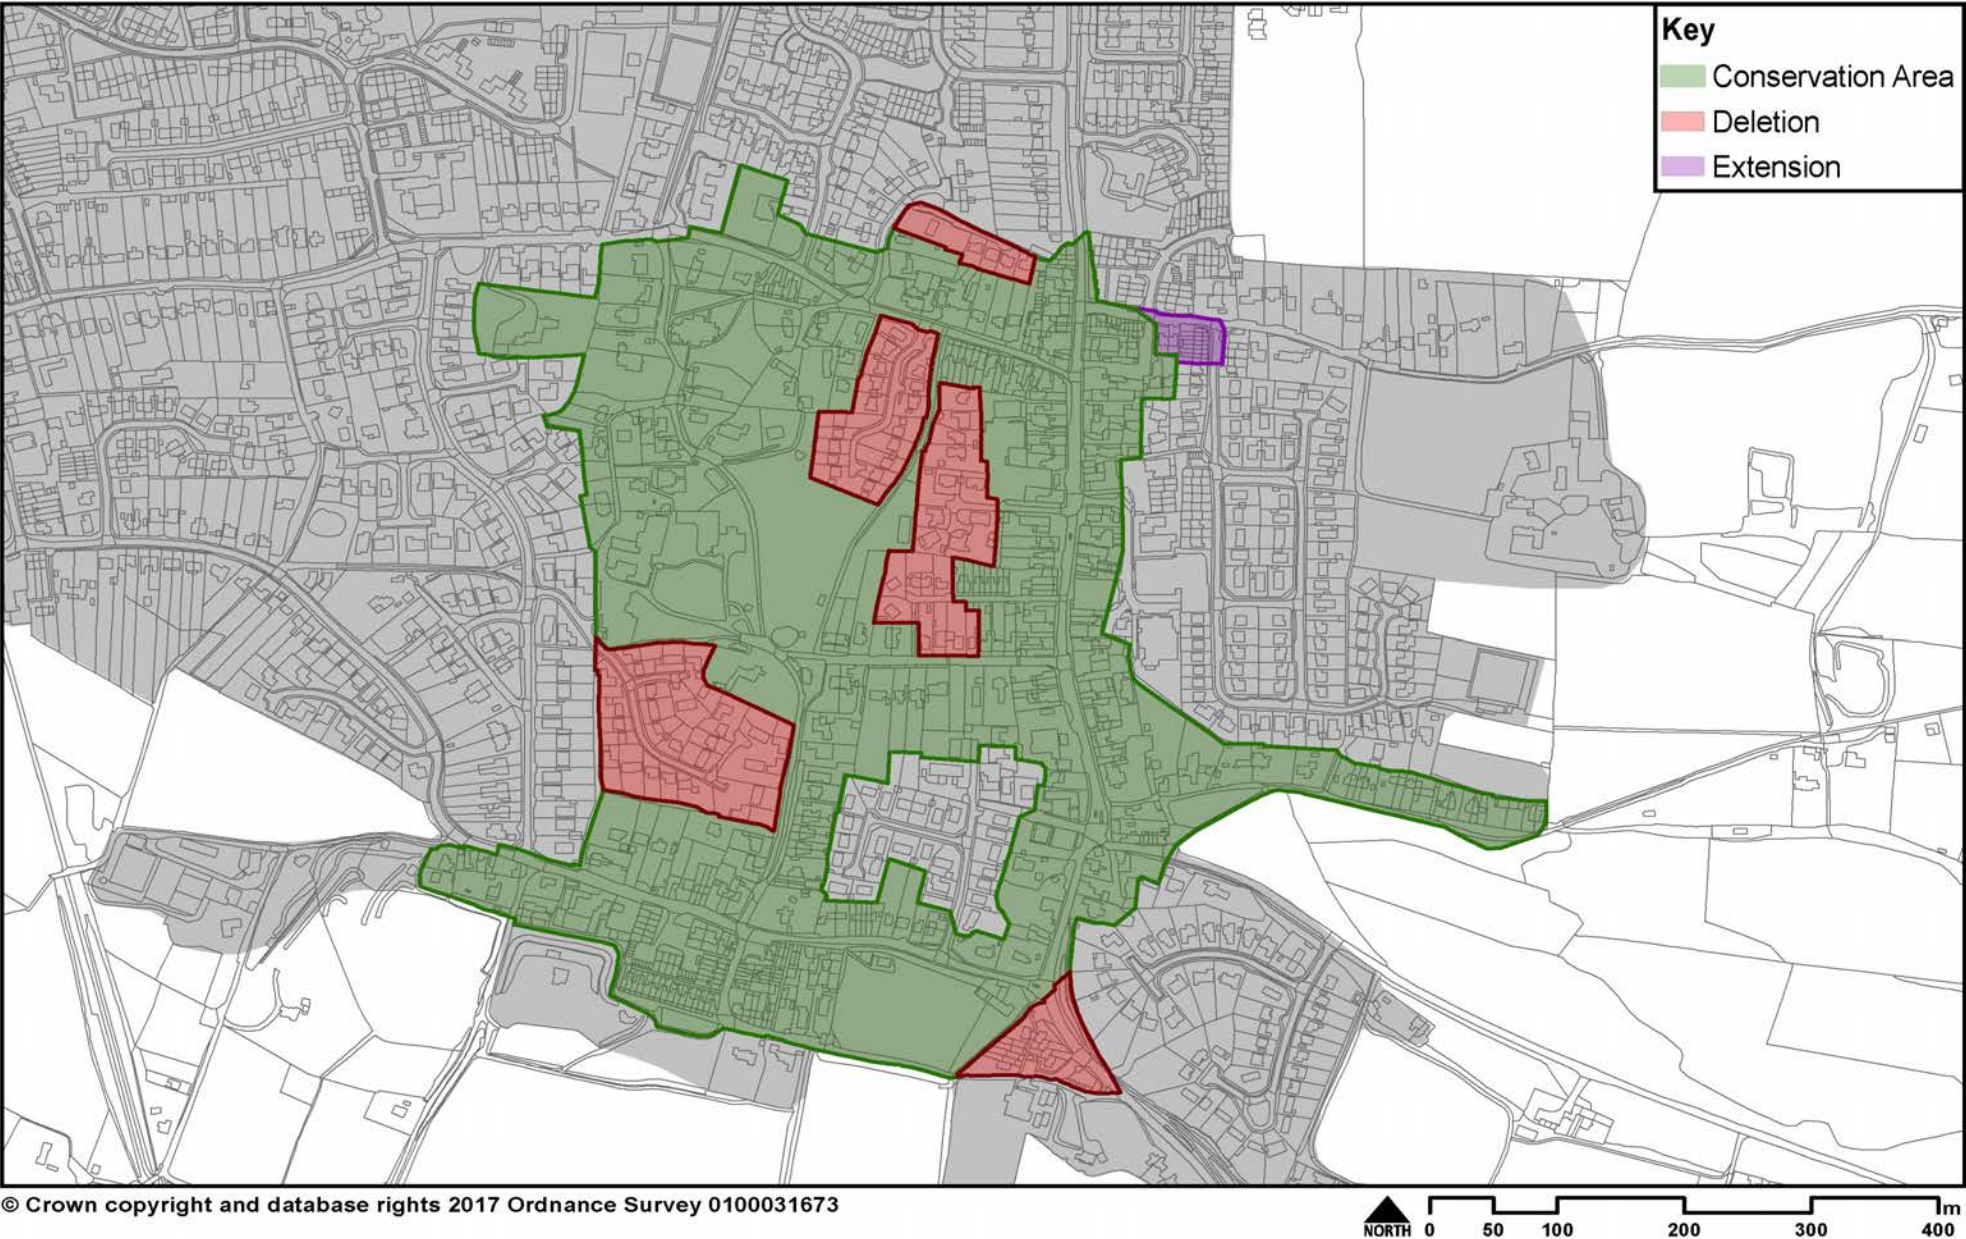 Key
Conservation Area
Deletion
Extension
© Crown copyright and database rights 2017 Ordnance Survey 0100031673
NORTH 0 50 100 200 300 400 m